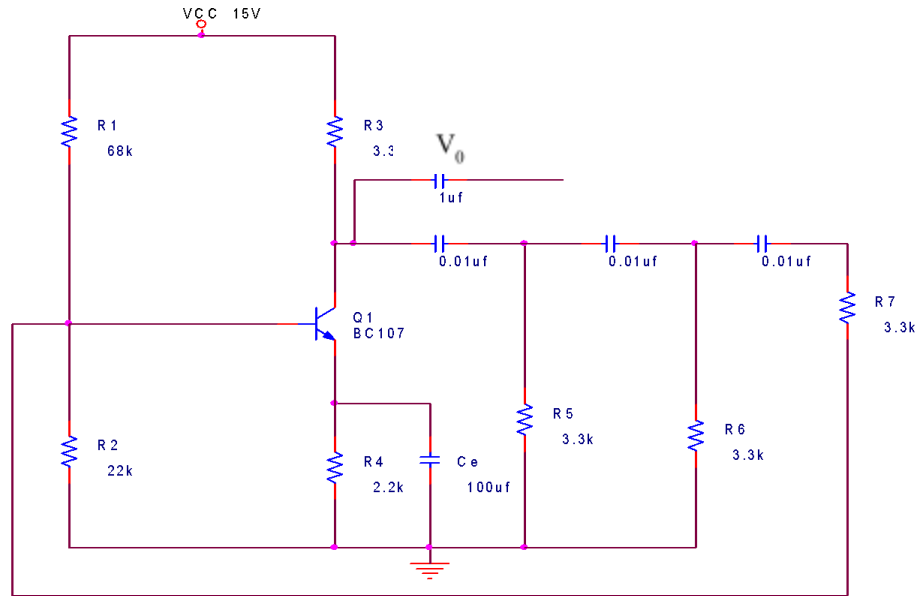 VCC 15V
R1
68k
R3
3.3
V0
1uf
0.01uf
0.01uf
0.01uf
R7
3.3k
Q1
BC107
R5
3.3k
R6
3.3k
R2
22k
R4
2.2k
Ce
100uf